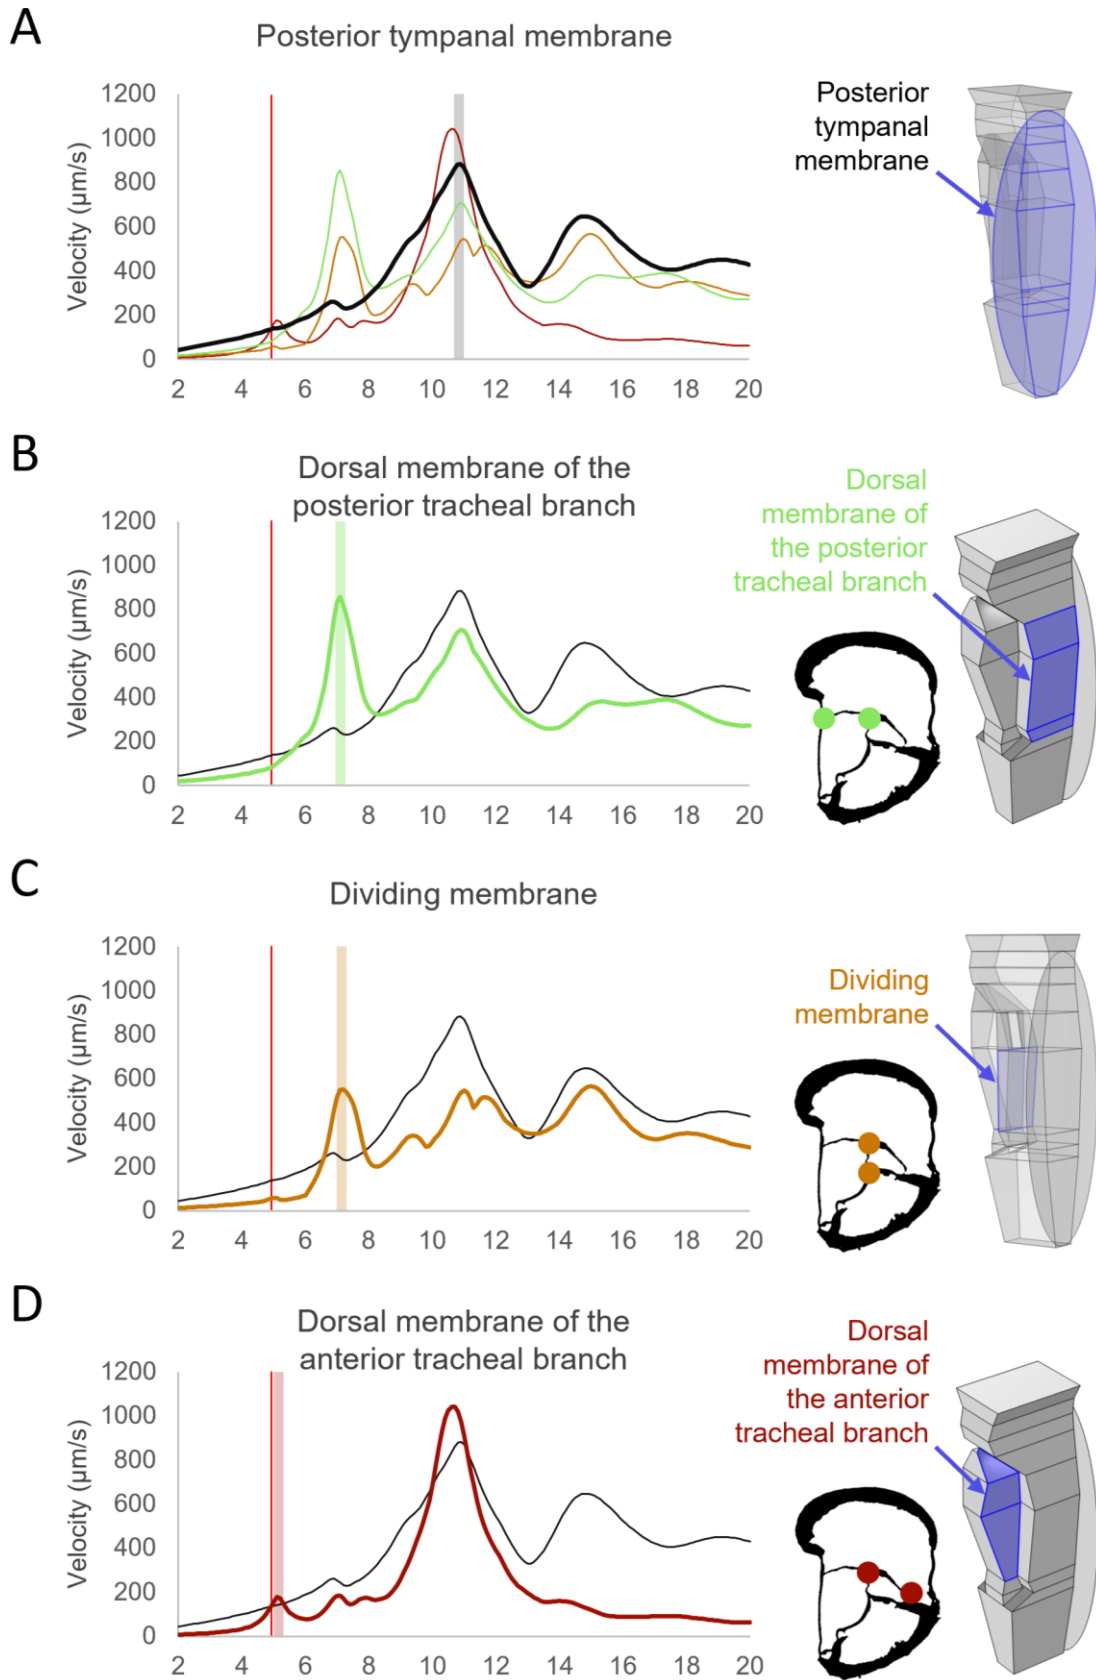 A
Posterior tympanal membrane
Velocity (μm/s)
1200
1000
800
600
400
200
0
2 4 6 8 10 12 14 16 18 20
Posterior
tympanal
membrane
B
Dorsal membrane of the
posterior tracheal branch
Velocity (μm/s)
1200
1000
800
600
400
200
0
2 4 6 8 10 12 14 16 18 20
Dorsal
membrane of
the posterior
tracheal branch
C
Dividing membrane
Velocity (μm/s)
1200
1000
800
600
400
200
0
2 4 6 8 10 12 14 16 18 20
Dividing
membrane
D
Dorsal membrane of the
anterior tracheal branch
Velocity (μm/s)
1200
1000
800
600
400
200
0
2 4 6 8 10 12 14 16 18 20
Dorsal
membrane of
the anterior
tracheal branch